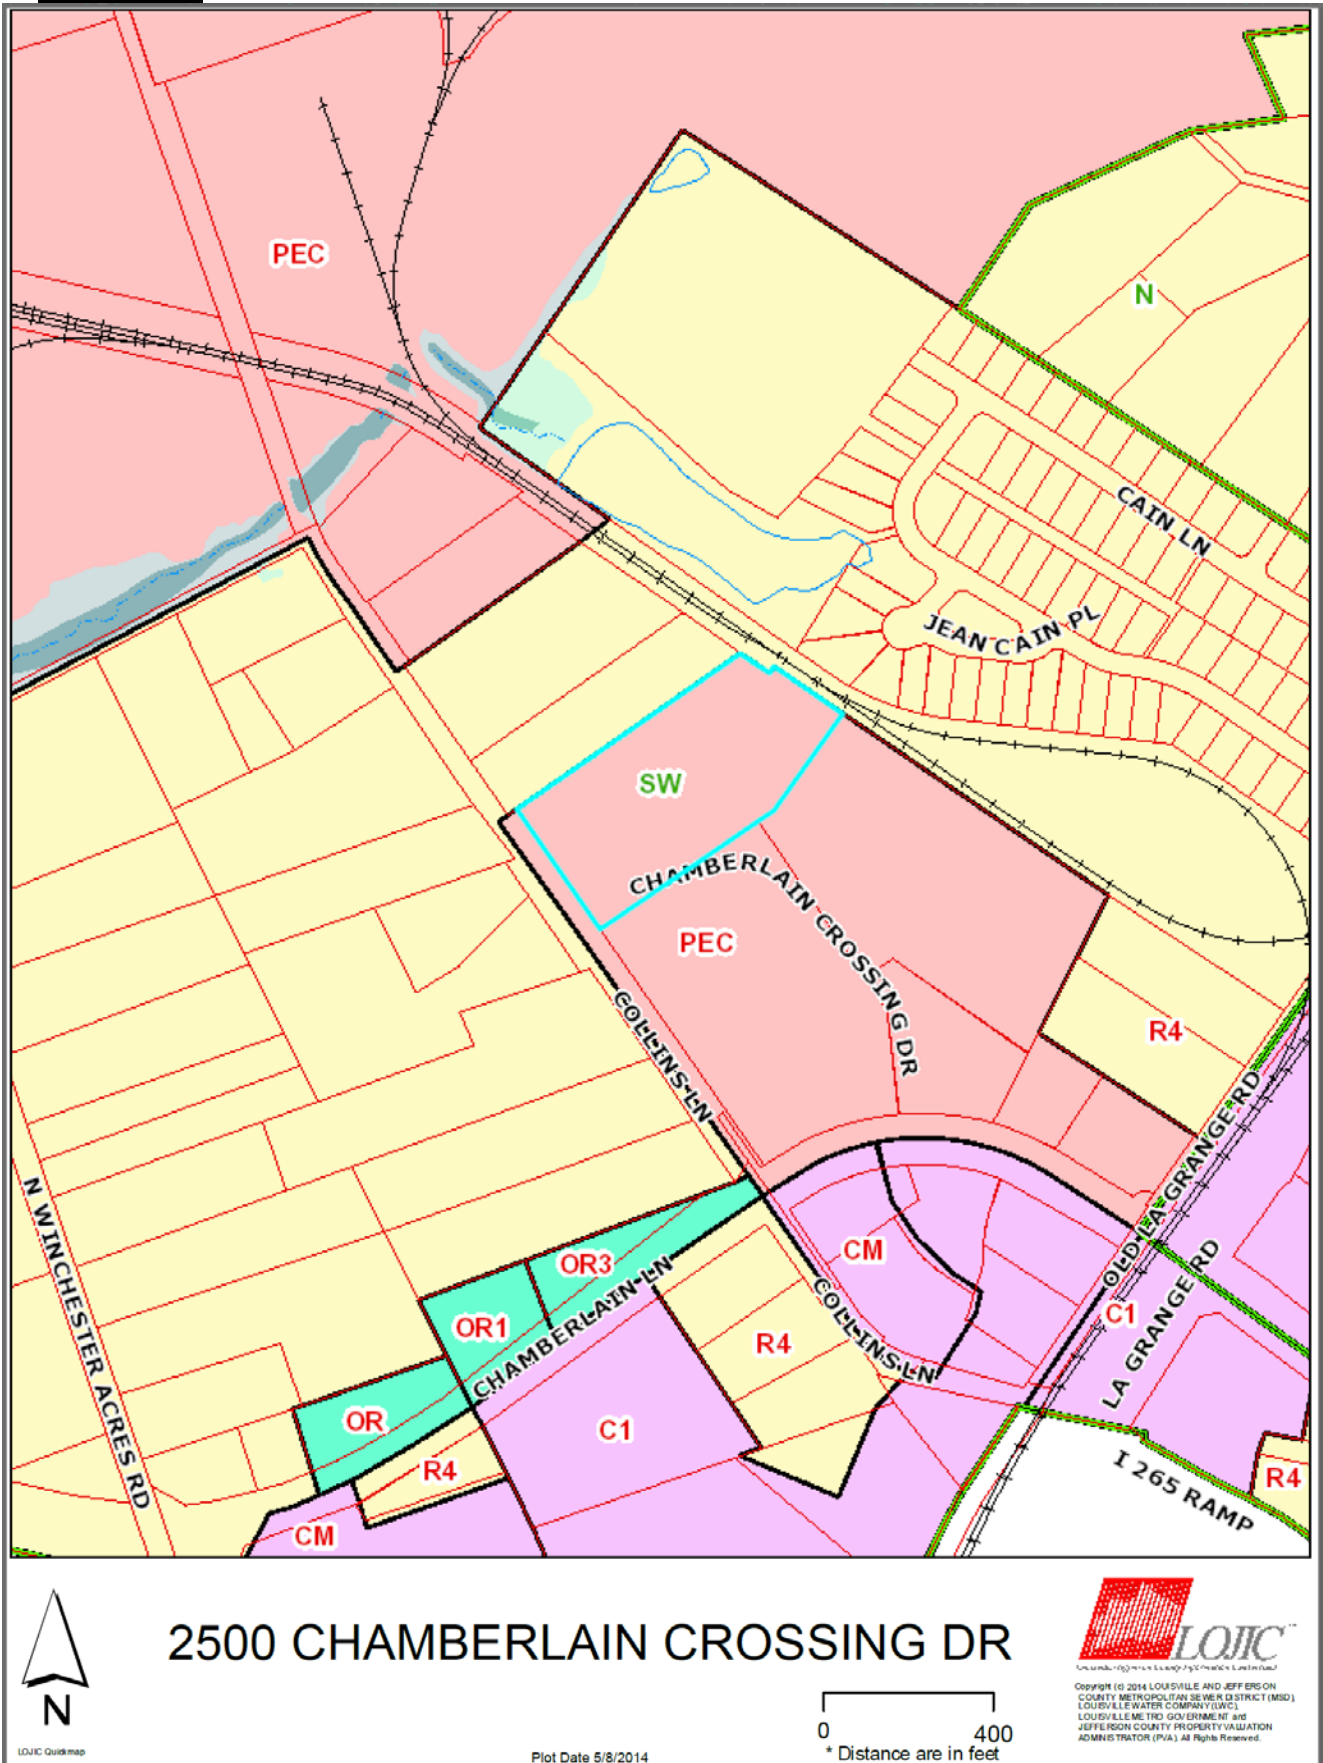 PEC
N
CAIN LN
JEAN CAIN PL
SW
CHAMBERLAIN CROSSING DR
PEC
R4
COLLINS LN
OLD LA GRANGE RD
N WINCHESTER ACRES RD
OR3
CM
LA GRANGE RD
C1
OR1
CHAMBERLAIN LN
R4
COLLINS LN
OR
C1
R4
I 265 RAMP
R4
CM
N
2500 CHAMBERLAIN CROSSING DR
LOJIC
0 400
* Distance are in feet
Copyright (c) 2014 LOUISVILLE AND JEFFERSON
COUNTY METROPOLITAN SEWER DISTRICT (MSD),
LOUISVILLE WATER COMPANY (LWC),
LOUISVILLE METRO GOVERNMENT and
JEFFERSON COUNTY PROPERTY VALUATION
ADMINISTRATOR (PVA). All Rights Reserved.
LOJIC Quickmap
Plot Date 5/8/2014